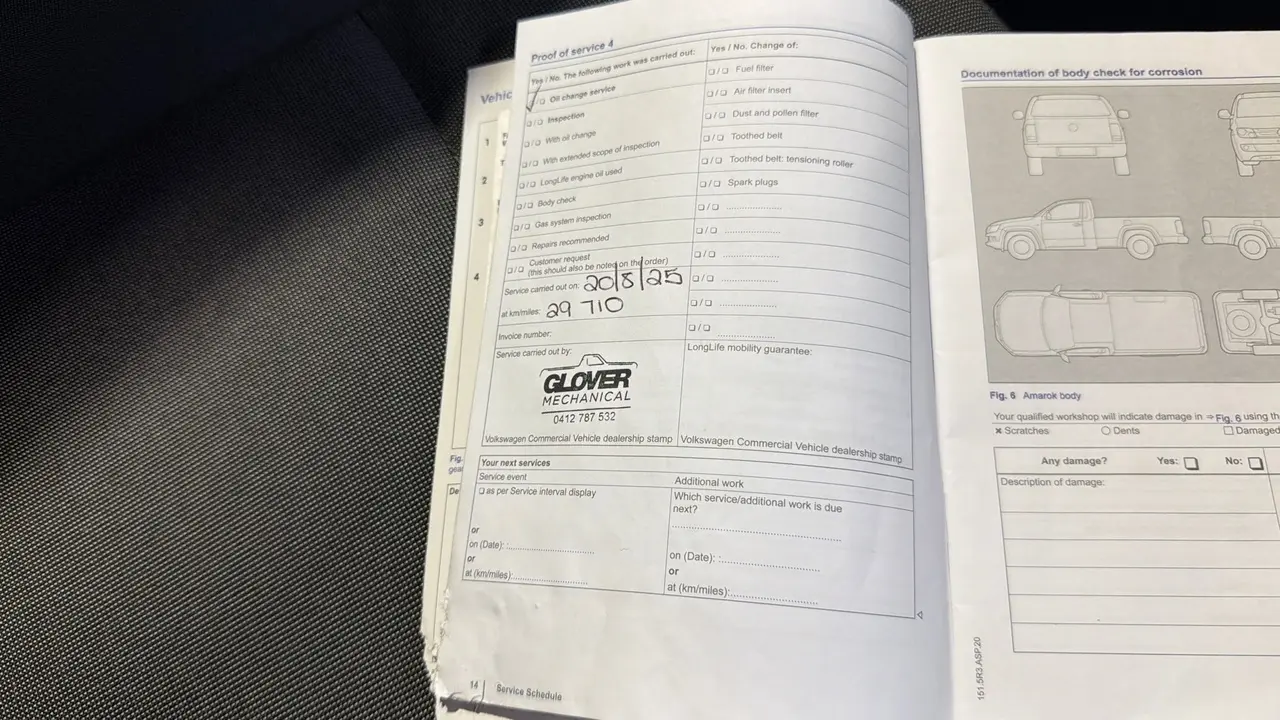 Vehic
1
2
3
4
Fig.
gea
De
Proof of service 4
Yes / No. The following work was carried out:
❑ Oil change service
❑ / ❑ Inspection
❑ / ❑ With oil change
❑ / ❑ With extended scope of inspection
❑ / ❑ LongLife engine oil used
❑ / ❑ Body check
❑ / ❑ Gas system inspection
❑ / ❑ Repairs recommended
❑ / ❑ Customer request
(this should also be noted on the order)
Service carried out on: 20/8/25
at km/miles: 29 710
Invoice number:
Service carried out by:
GLOVER
MECHANICAL
0412 787 532
Volkswagen Commercial Vehicle dealership stamp
Yes / No. Change of:
❑ / ❑ Fuel filter
❑ / ❑ Air filter insert
❑ / ❑ Dust and pollen filter
❑ / ❑ Toothed belt
❑ / ❑ Toothed belt: tensioning roller
❑ / ❑ Spark plugs
❑ / ❑ ....................
❑ / ❑ ....................
❑ / ❑ ....................
❑ / ❑ ....................
❑ / ❑ ....................
❑ / ❑ ....................
LongLife mobility guarantee:
Volkswagen Commercial Vehicle dealership stamp
Your next services
Service event
❑ as per Service interval display
or
on (Date): :..............................
or
at (km/miles):..........................
Additional work
Which service/additional work is due
next?
............................................................
on (Date): :...................................
or
at (km/miles):...............................
14 Service Schedule
Documentation of body check for corrosion
Fig. 6 Amarok body
Your qualified workshop will indicate damage in ⇒ Fig. 6 using th
× Scratches ○ Dents ☐ Damaged
Any damage? Yes: ❑ No: ❑
Description of damage:
151.5R3.ASP.20